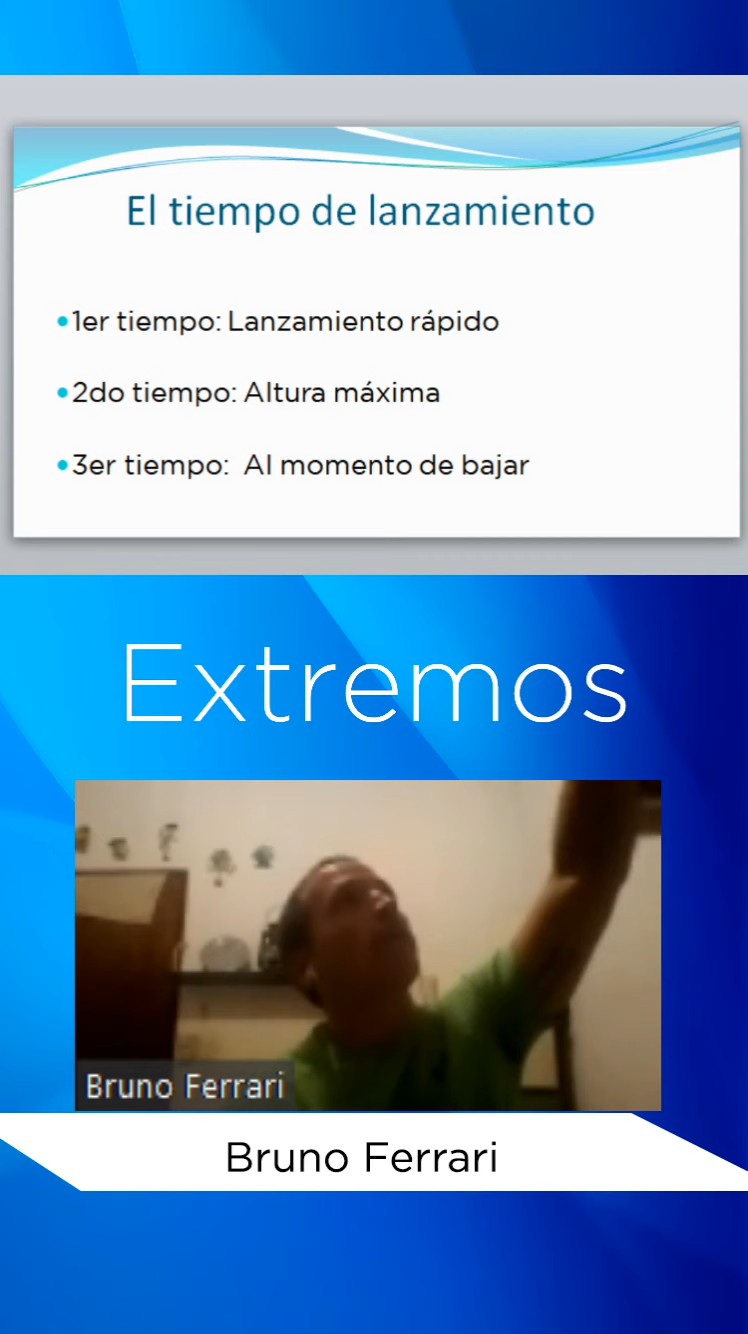 El tiempo de lanzamiento
•1er tiempo: Lanzamiento rápido
•2do tiempo: Altura máxima
•3er tiempo:  Al momento de bajar
Extremos
Bruno Ferrari
Bruno Ferrari